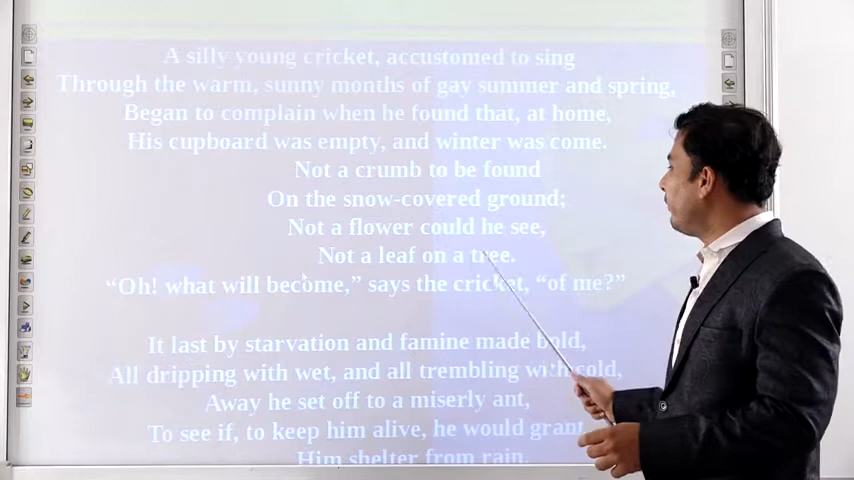 A silly young cricket, accustomed to sing
Through the warm, sunny months of gay summer and spring,
Began to complain when he found that, at home,
His cupboard was empty, and winter was come.
Not a crumb to be found
On the snow-covered ground;
Not a flower could he see,
Not a leaf on a tree.
“Oh! what will become,” says the cricket, “of me?”
It last by starvation and famine made bold,
All dripping with wet, and all trembling with cold,
Away he set off to a miserly ant,
To see if, to keep him alive, he would grant
Him shelter from rain.